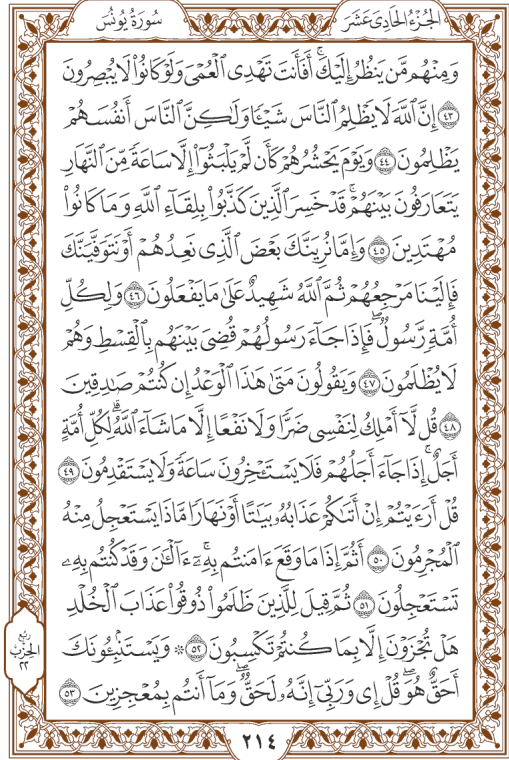 الجُزْءُ الحَادِى عَشَرَ
سُورَةُ يُونُسَ
وَمِنْهُم مَّن يَنظُرُ إِلَيْكَ ۚ أَفَأَنتَ تَهْدِى ٱلْعُمْىَ وَلَوْ كَانُوا۟ لَا يُبْصِرُونَ
٤٣ إِنَّ ٱللَّهَ لَا يَظْلِمُ ٱلنَّاسَ شَيْـًٔا وَلَـٰكِنَّ ٱلنَّاسَ أَنفُسَهُمْ
يَظْلِمُونَ ٤٤ وَيَوْمَ يَحْشُرُهُمْ كَأَن لَّمْ يَلْبَثُوٓا۟ إِلَّا سَاعَةً مِّنَ ٱلنَّهَارِ
يَتَعَارَفُونَ بَيْنَهُمْ ۚ قَدْ خَسِرَ ٱلَّذِينَ كَذَّبُوا۟ بِلِقَآءِ ٱللَّهِ وَمَا كَانُوا۟
مُهْتَدِينَ ٤٥ وَإِمَّا نُرِيَنَّكَ بَعْضَ ٱلَّذِى نَعِدُهُمْ أَوْ نَتَوَفَّيَنَّكَ
فَإِلَيْنَا مَرْجِعُهُمْ ثُمَّ ٱللَّهُ شَهِيدٌ عَلَىٰ مَا يَفْعَلُونَ ٤٦ وَلِكُلِّ
أُمَّةٍ رَّسُولٌ ۖ فَإِذَا جَآءَ رَسُولُهُمْ قُضِىَ بَيْنَهُم بِٱلْقِسْطِ وَهُمْ
لَا يُظْلَمُونَ ٤٧ وَيَقُولُونَ مَتَىٰ هَـٰذَا ٱلْوَعْدُ إِن كُنتُمْ صَـٰدِقِينَ
٤٨ قُل لَّآ أَمْلِكُ لِنَفْسِى ضَرًّا وَلَا نَفْعًا إِلَّا مَا شَآءَ ٱللَّهُ ۗ لِكُلِّ أُمَّةٍ
أَجَلٌ ۚ إِذَا جَآءَ أَجَلُهُمْ فَلَا يَسْتَـْٔخِرُونَ سَاعَةً ۖ وَلَا يَسْتَقْدِمُونَ ٤٩
قُلْ أَرَءَيْتُمْ إِنْ أَتَىٰكُمْ عَذَابُهُۥ بَيَـٰتًا أَوْ نَهَارًا مَّاذَا يَسْتَعْجِلُ مِنْهُ
ٱلْمُجْرِمُونَ ٥٠ أَثُمَّ إِذَا مَا وَقَعَ ءَامَنتُم بِهِۦٓ ۚ ءَآلْـَٔـٰنَ وَقَدْ كُنتُم بِهِۦ
تَسْتَعْجِلُونَ ٥١ ثُمَّ قِيلَ لِلَّذِينَ ظَلَمُوا۟ ذُوقُوا۟ عَذَابَ ٱلْخُلْدِ
هَلْ تُجْزَوْنَ إِلَّا بِمَا كُنتُمْ تَكْسِبُونَ ٥٢ ۞ وَيَسْتَنۢبِـُٔونَكَ
أَحَقٌّ هُوَ ۖ قُلْ إِى وَرَبِّىٓ إِنَّهُۥ لَحَقٌّ ۖ وَمَآ أَنتُم بِمُعْجِزِينَ ٥٣
ربع
الحزب
٢٢
٢١٤